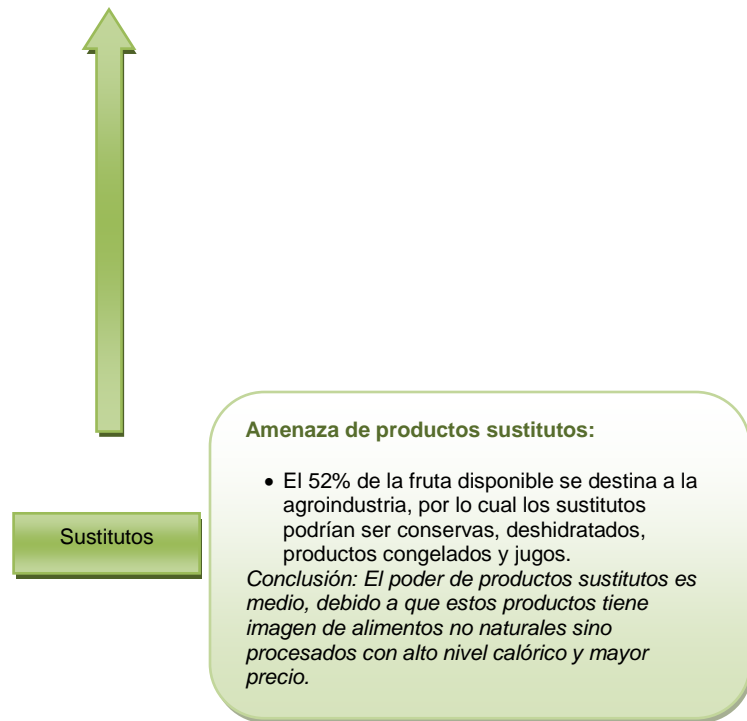 Amenaza de productos sustitutos:
• El 52% de la fruta disponible se destina a la
agroindustria, por lo cual los sustitutos
podrían ser conservas, deshidratados,
productos congelados y jugos.
Conclusión: El poder de productos sustitutos es
medio, debido a que estos productos tiene
imagen de alimentos no naturales sino
procesados con alto nivel calórico y mayor
precio.
Sustitutos